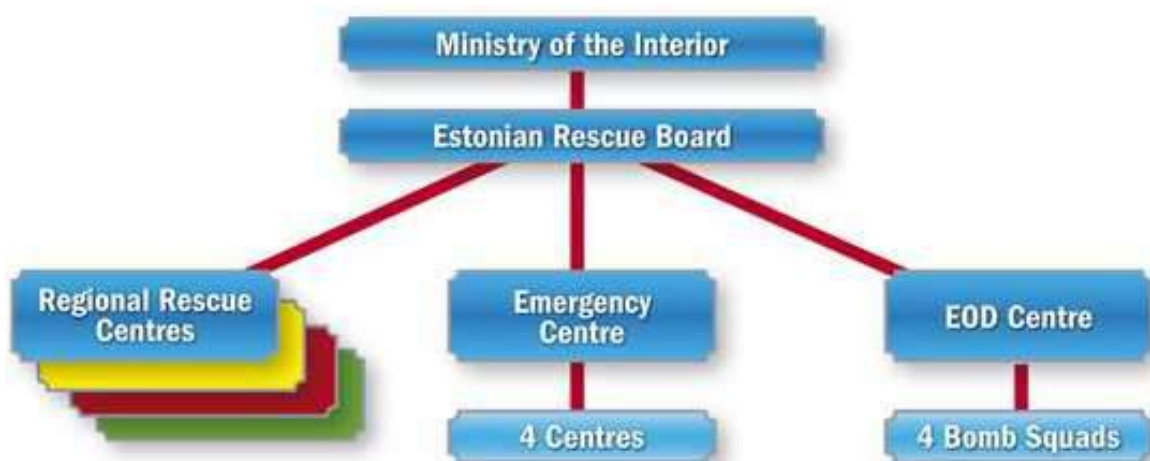 Ministry of the Interior
Estonian Rescue Board
Regional Rescue
Centres
Emergency
Centre
EOD Centre
4 Centres
4 Bomb Squads